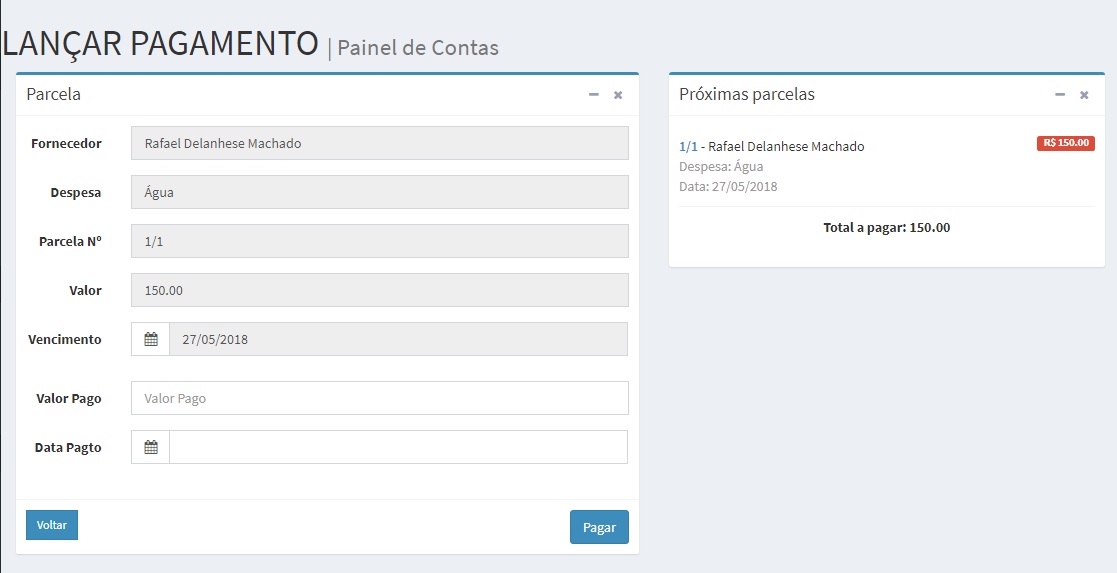 LANÇAR PAGAMENTO | Painel de Contas
Parcela
Fornecedor Rafael Delanhese Machado
Despesa Água
Parcela Nº 1/1
Valor 150.00
Vencimento 27/05/2018
Valor Pago Valor Pago
Data Pagto
Voltar Pagar
Próximas parcelas
1/1 - Rafael Delanhese Machado R$ 150.00
Despesa: Água
Data: 27/05/2018
Total a pagar: 150.00